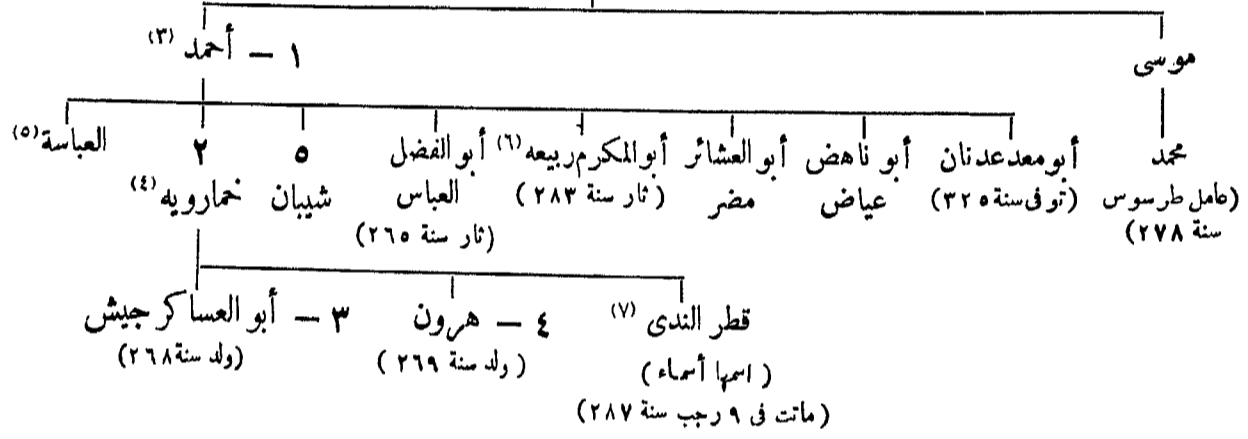 موسى
١ — أحمد (٣)
محمد
(عامل طرسوس
سنة ٢٧٨)
أبو معد عدنان
(توفى سنة ٣٢٥)
أبو ناهض
عياض
أبو العشائر
مضر
أبو المكرم ربيعه (٦)
(ثار سنة ٢٨٣)
أبو الفضل
العباس
(ثار سنة ٢٦٥)
٥
شيبان
٢
خمارويه (٤)
العباسة (٥)
قطر الندى (٧)
(اسمها أسماء)
(ماتت فى ٩ رجب سنة ٢٨٧)
٤ — هرون
(ولد سنة ٢٦٩)
٣ — أبو العساكر جيش
(ولد سنة ٢٦٨)